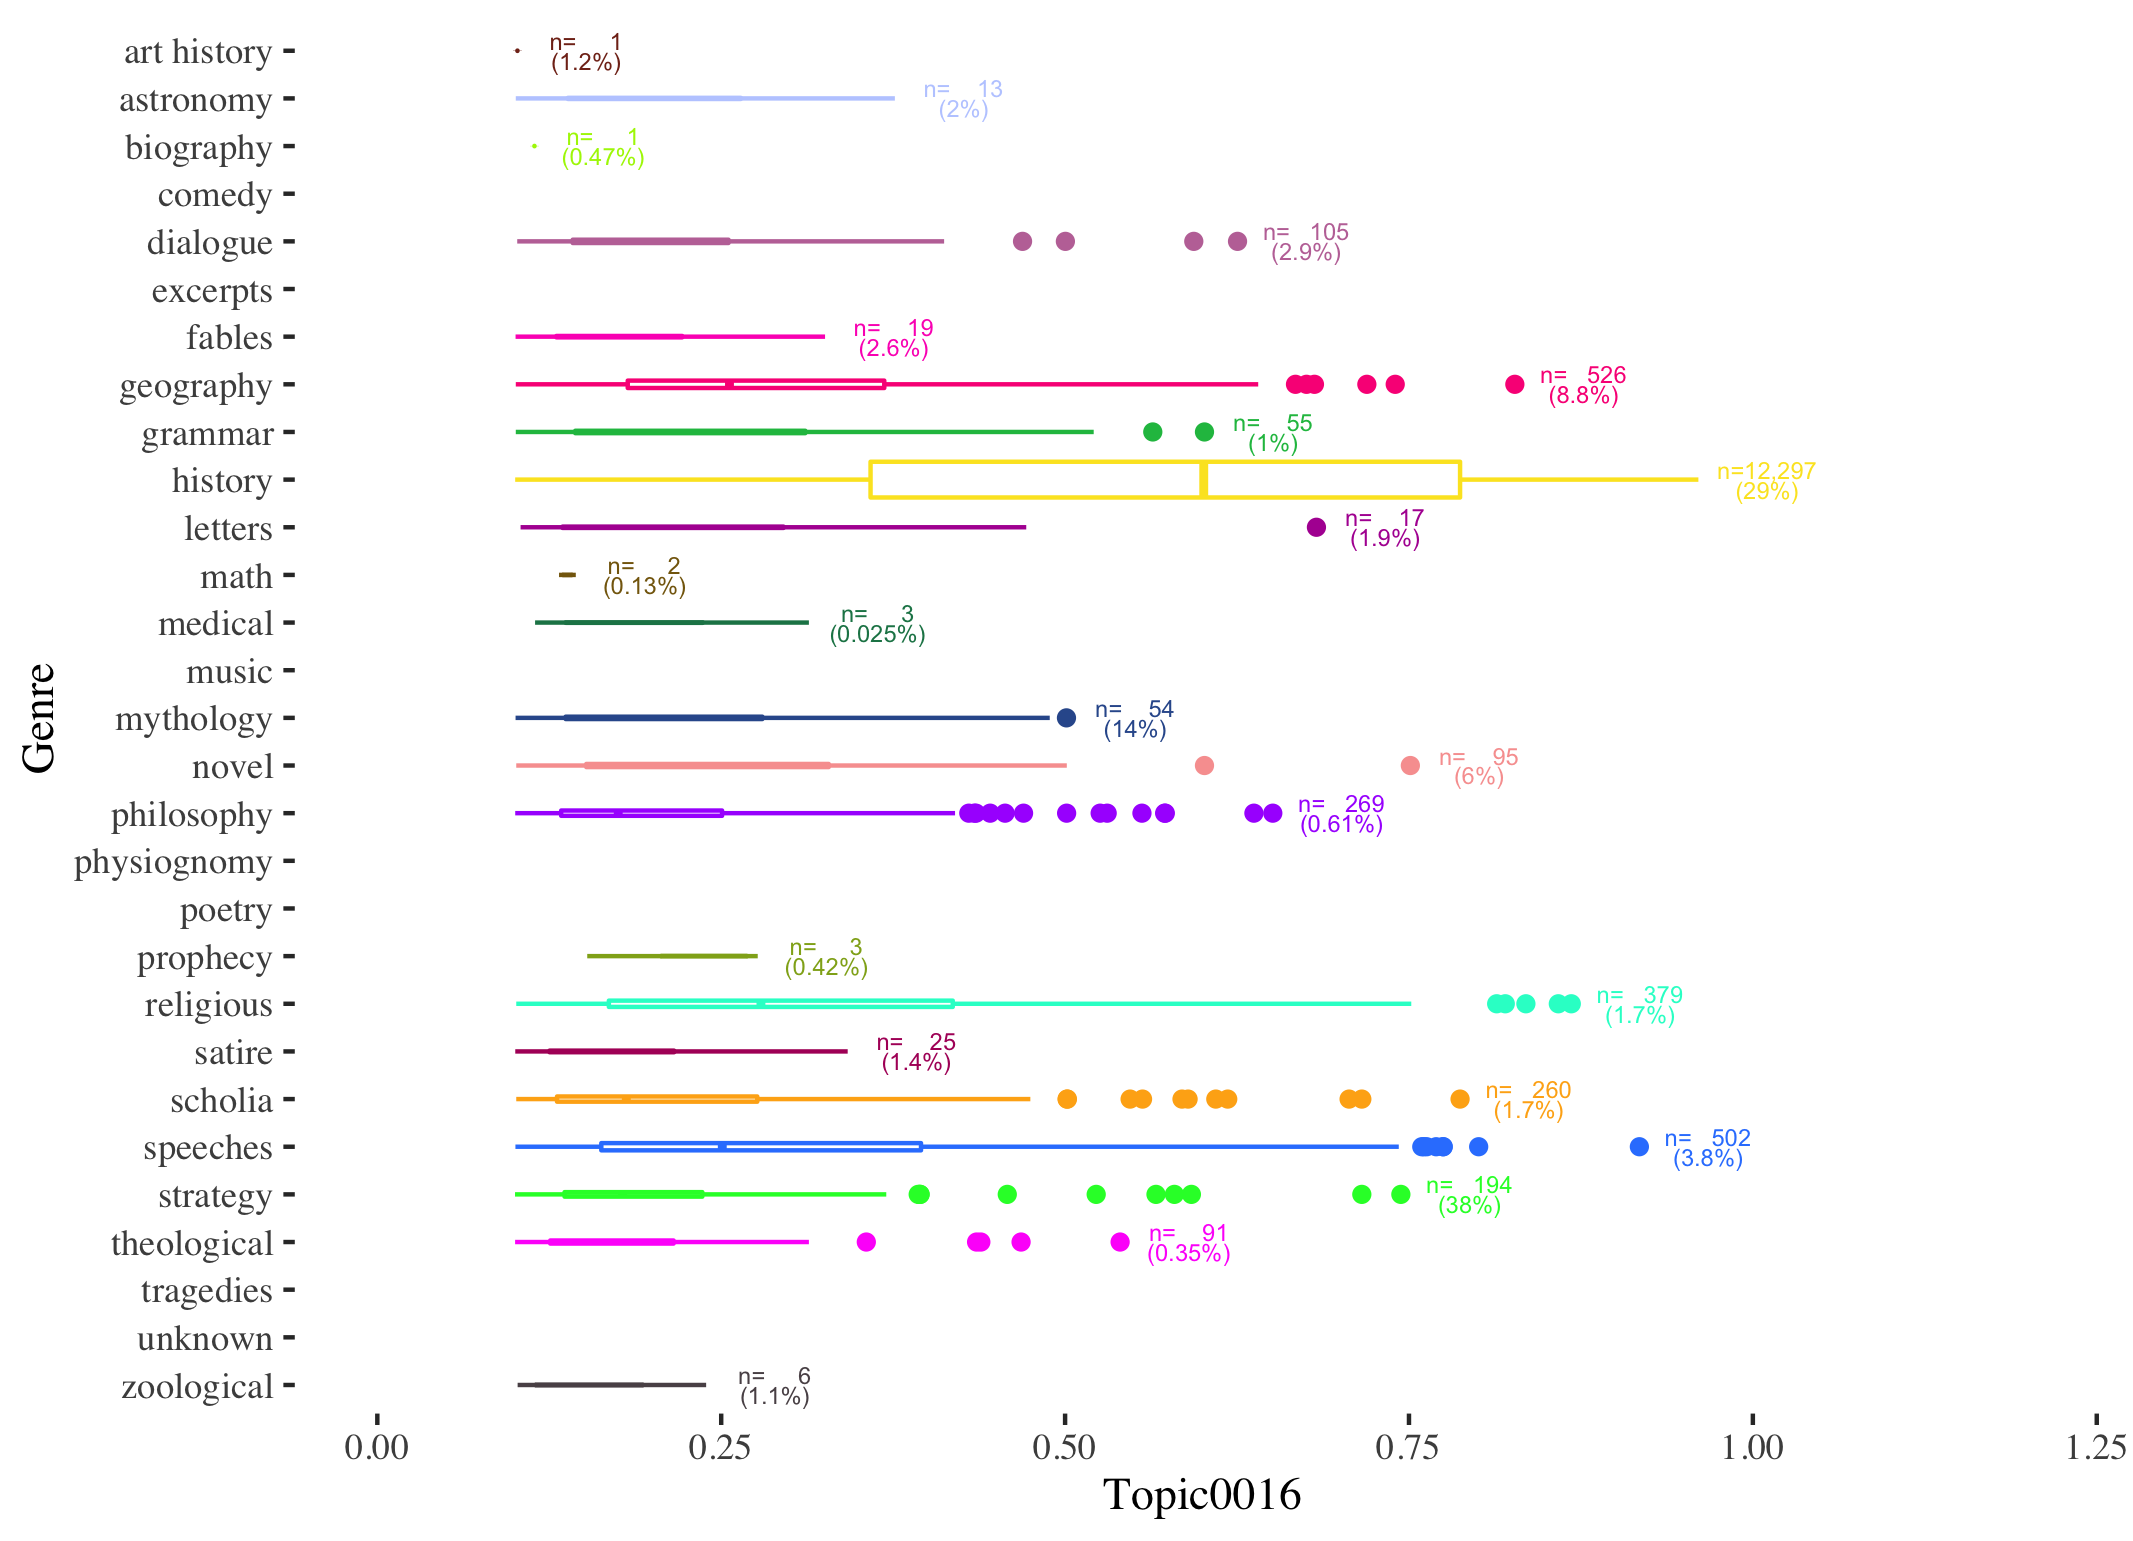 art history
n= 1
(1.2%)
astronomy
n= 13
(2%)
biography
n= 1
(0.47%)
comedy
dialogue
n= 105
(2.9%)
excerpts
fables
n= 19
(2.6%)
geography
n= 526
(8.8%)
grammar
n= 55
(1%)
history
n=12,297
(29%)
letters
n= 17
(1.9%)
math
n= 2
(0.13%)
medical
n= 3
(0.025%)
music
mythology
n= 54
(14%)
novel
n= 95
(6%)
philosophy
n= 269
(0.61%)
physiognomy
poetry
prophecy
n= 3
(0.42%)
religious
n= 379
(1.7%)
satire
n= 25
(1.4%)
scholia
n= 260
(1.7%)
speeches
n= 502
(3.8%)
strategy
n= 194
(38%)
theological
n= 91
(0.35%)
tragedies
unknown
zoological
n= 6
(1.1%)
Genre
0.00 0.25 0.50 0.75 1.00 1.25
Topic0016